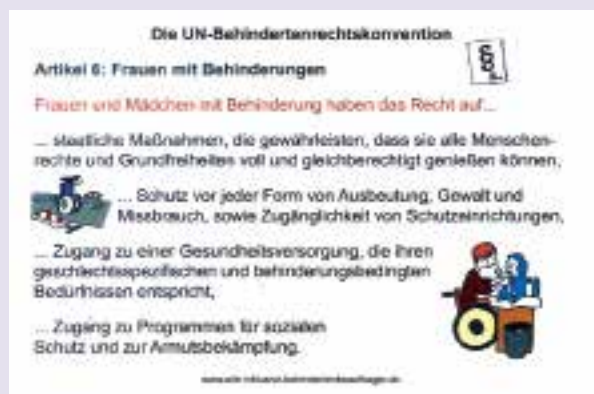 Die UN-Behindertenrechtskonvention
Artikel 6: Frauen mit Behinderungen
Frauen und Mädchen mit Behinderung haben das Recht auf...
... staatliche Maßnahmen, die gewährleisten, dass sie alle Menschen-
rechte und Grundfreiheiten voll und gleichberechtigt genießen können,
... Schutz vor jeder Form von Ausbeutung, Gewalt und
Missbrauch, sowie Zugänglichkeit von Schutzeinrichtungen,
... Zugang zu einer Gesundheitsversorgung, die ihren
geschlechtsspezifischen und behinderungsbedingten
Bedürfnissen entspricht,
... Zugang zu Programmen für sozialen
Schutz und zur Armutsbekämpfung.